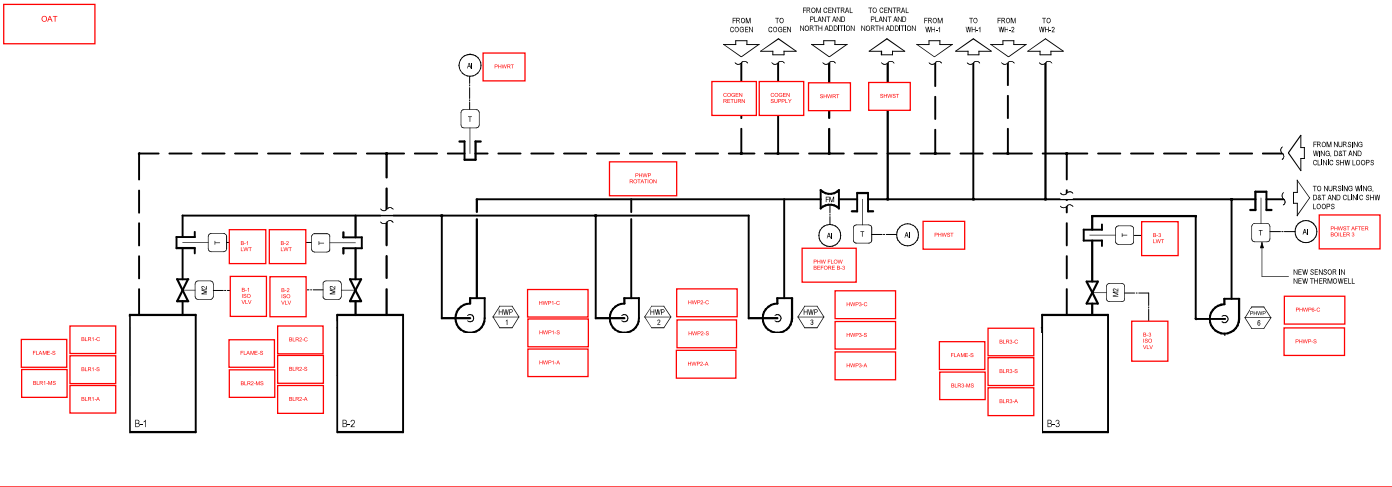 OAT
FROM
COGEN
TO
COGEN
FROM CENTRAL
PLANT AND
NORTH ADDITION
TO CENTRAL
PLANT AND
NORTH ADDITION
FROM
WH-1
TO
WH-1
FROM
WH-2
TO
WH-2
AI
PHWRT
COGEN
RETURN
COGEN
SUPPLY
SHWRT
SHWST
T
FROM NURSING
WING, D&T AND
CLINIC SHW LOOPS
PHWP
ROTATION
FM
TO NURSING WING,
D&T AND CLINIC SHW
LOOPS
T
B-1
LWT
B-2
LWT
T
AI
T
AI
PHWST
T
B-3
LWT
T
AI
PHWST AFTER
BOILER 3
PHW FLOW
BEFORE B-3
NEW SENSOR IN
NEW THERMOWELL
M2
B-1
ISO
VLV
B-2
ISO
VLV
M2
M2
HWP
1
HWP1-C
HWP1-S
HWP1-A
HWP
2
HWP2-C
HWP2-S
HWP2-A
HWP
3
HWP3-C
HWP3-S
HWP3-A
B-3
ISO
VLV
PHWP
6
PHWP6-C
PHWP-S
FLAME-S
BLR1-MS
BLR1-C
BLR1-S
BLR1-A
B-1
FLAME-S
BLR2-MS
BLR2-C
BLR2-S
BLR2-A
B-2
FLAME-S
BLR3-MS
BLR3-C
BLR3-S
BLR3-A
B-3